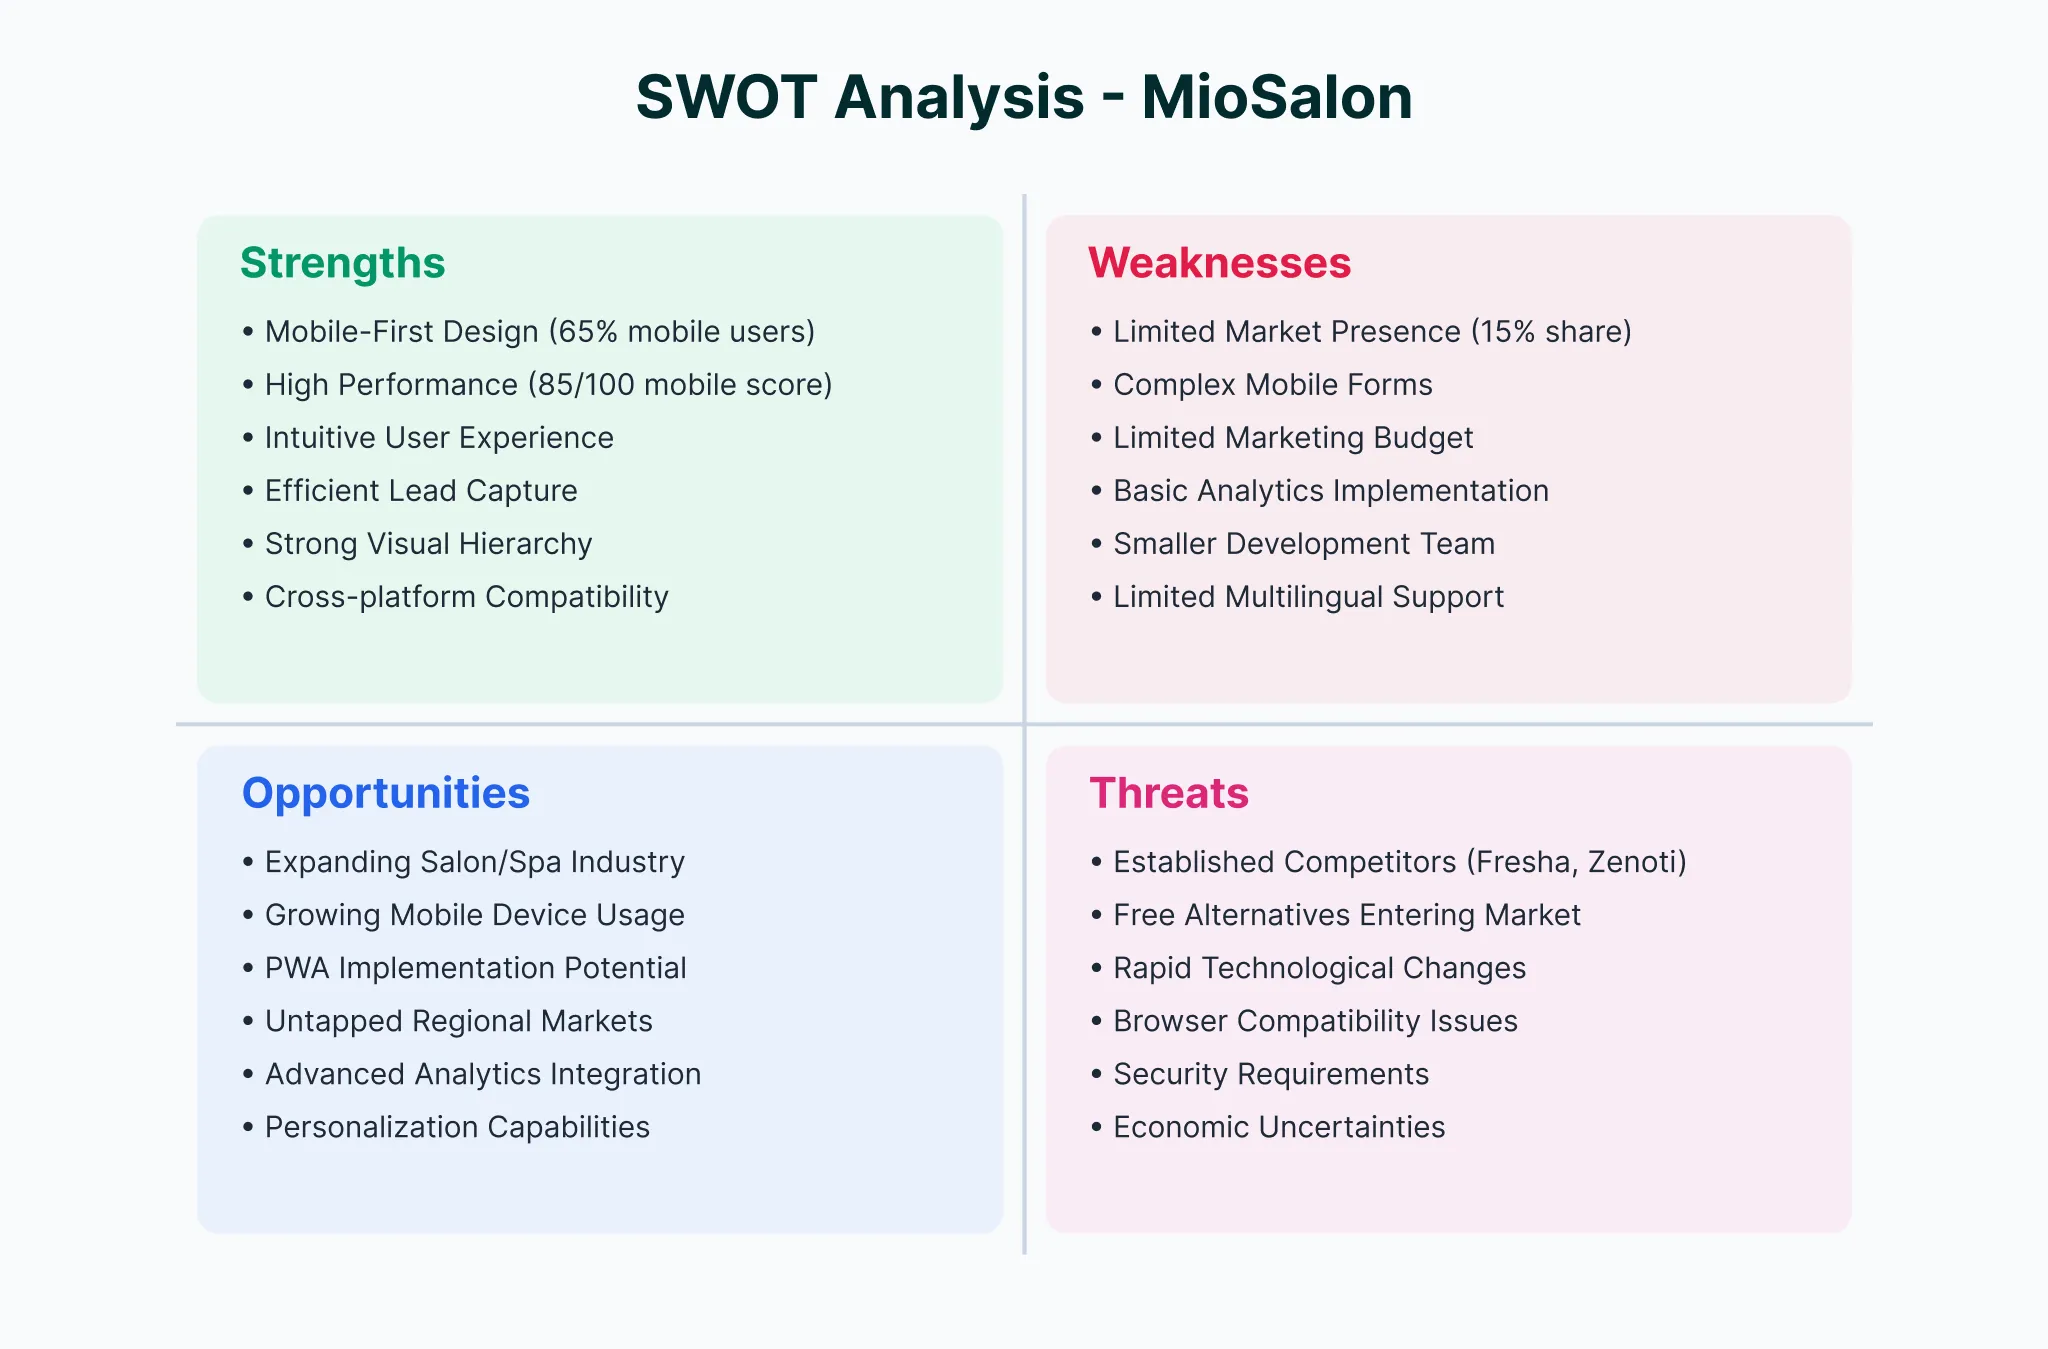 SWOT Analysis - MioSalon
Strengths
• Mobile-First Design (65% mobile users)
• High Performance (85/100 mobile score)
• Intuitive User Experience
• Efficient Lead Capture
• Strong Visual Hierarchy
• Cross-platform Compatibility
Weaknesses
• Limited Market Presence (15% share)
• Complex Mobile Forms
• Limited Marketing Budget
• Basic Analytics Implementation
• Smaller Development Team
• Limited Multilingual Support
Opportunities
• Expanding Salon/Spa Industry
• Growing Mobile Device Usage
• PWA Implementation Potential
• Untapped Regional Markets
• Advanced Analytics Integration
• Personalization Capabilities
Threats
• Established Competitors (Fresha, Zenoti)
• Free Alternatives Entering Market
• Rapid Technological Changes
• Browser Compatibility Issues
• Security Requirements
• Economic Uncertainties